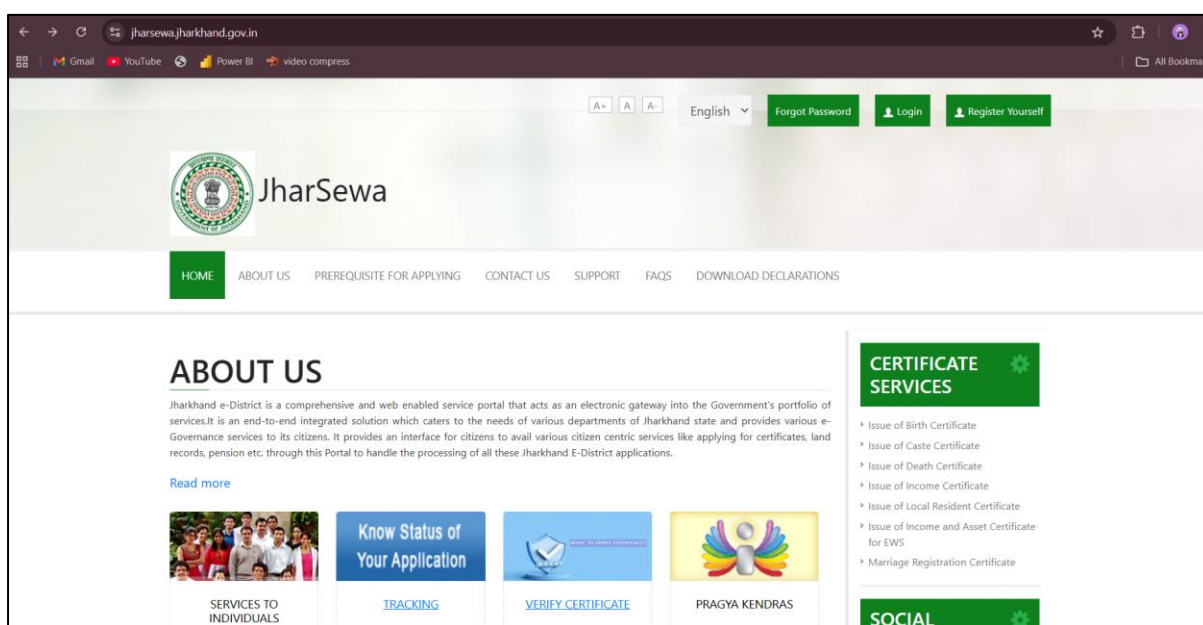 jharsewa.jharkhand.gov.in
Gmail YouTube Power BI video compress All Bookma
A+ A A- English Forgot Password Login Register Yourself
JharSewa
HOME ABOUT US PREREQUISITE FOR APPLYING CONTACT US SUPPORT FAQS DOWNLOAD DECLARATIONS
ABOUT US
Jharkhand e-District is a comprehensive and web enabled service portal that acts as an electronic gateway into the Government's portfolio of
services.It is an end-to-end integrated solution which caters to the needs of various departments of Jharkhand state and provides various e-
Governance services to its citizens. It provides an interface for citizens to avail various citizen centric services like applying for certificates, land
records, pension etc. through this Portal to handle the processing of all these Jharkhand E-District applications.
Read more
Know Status of
Your Application
SERVICES TO
INDIVIDUALS
TRACKING
VERIFY CERTIFICATE
PRAGYA KENDRAS
CERTIFICATE
SERVICES
Issue of Birth Certificate
Issue of Caste Certificate
Issue of Death Certificate
Issue of Income Certificate
Issue of Local Resident Certificate
Issue of Income and Asset Certificate
for EWS
Marriage Registration Certificate
SOCIAL